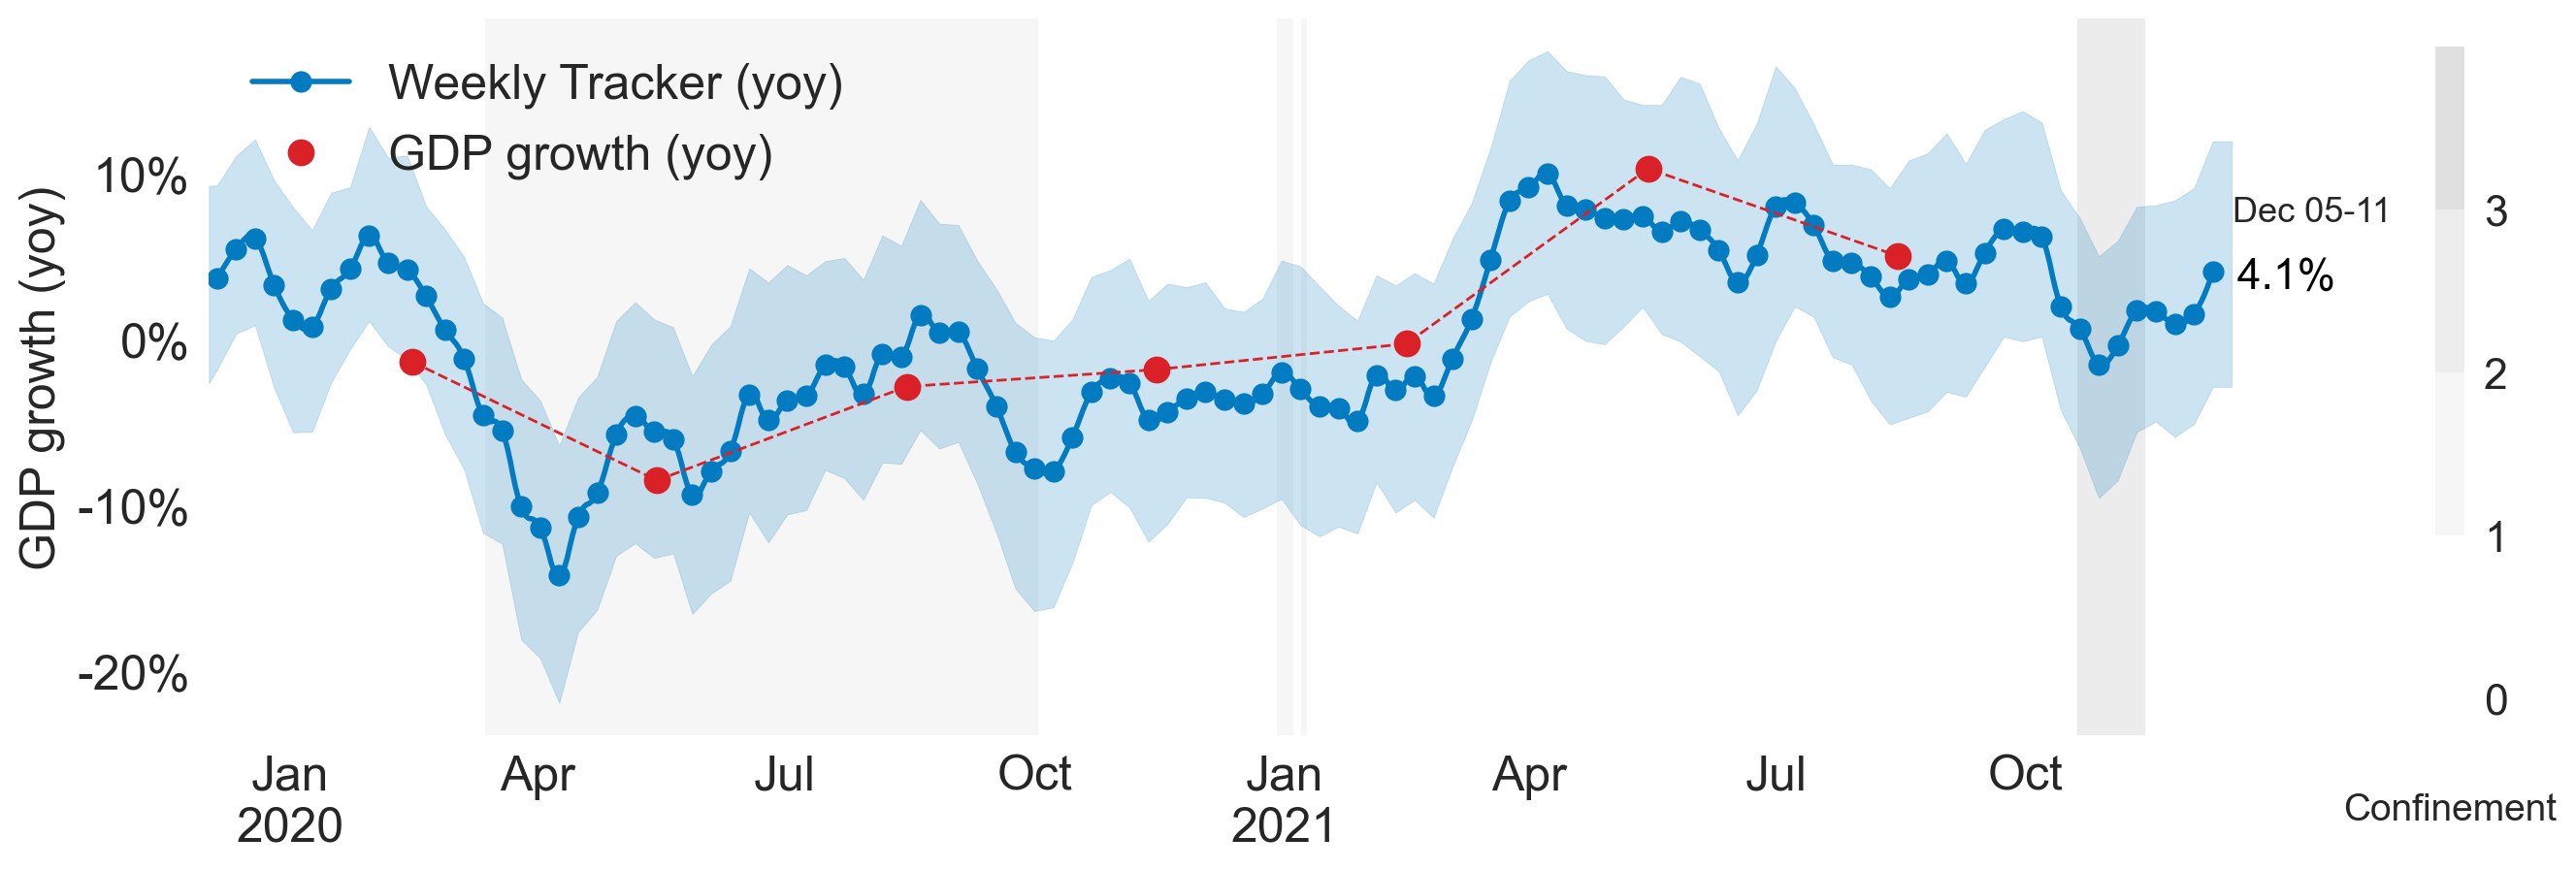 Weekly Tracker (yoy)
GDP growth (yoy)
GDP growth (yoy)
10%
0%
-10%
-20%
Dec 05-11
4.1%
3
2
1
0
Jan
2020
Apr
Jul
Oct
Jan
2021
Apr
Jul
Oct
Confinement